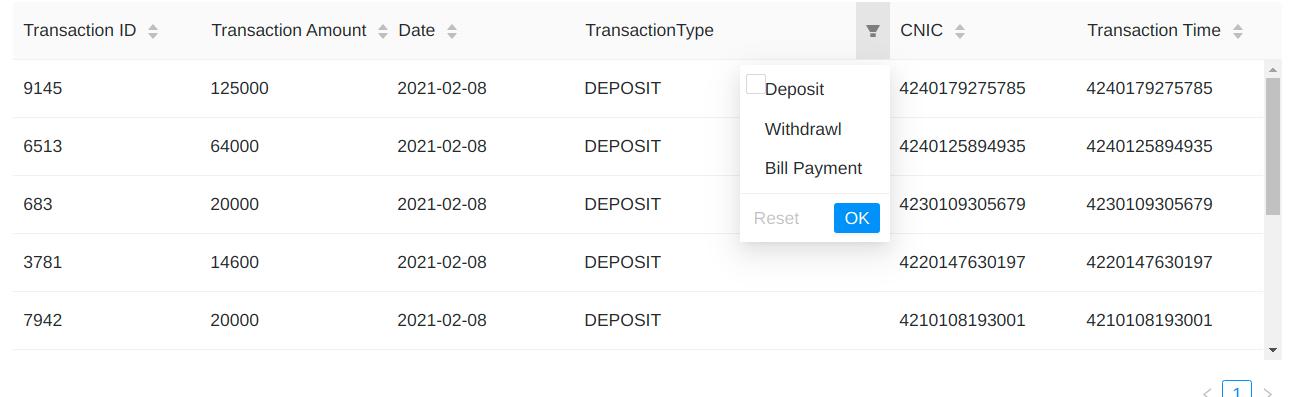 Transaction ID Transaction Amount Date TransactionType CNIC Transaction Time
9145 125000 2021-02-08 DEPOSIT 4240179275785 4240179275785
Deposit
Withdrawl
6513 64000 2021-02-08 DEPOSIT 4240125894935 4240125894935
Bill Payment
683 20000 2021-02-08 DEPOSIT 4230109305679 4230109305679
Reset OK
3781 14600 2021-02-08 DEPOSIT 4220147630197 4220147630197
7942 20000 2021-02-08 DEPOSIT 4210108193001 4210108193001
1